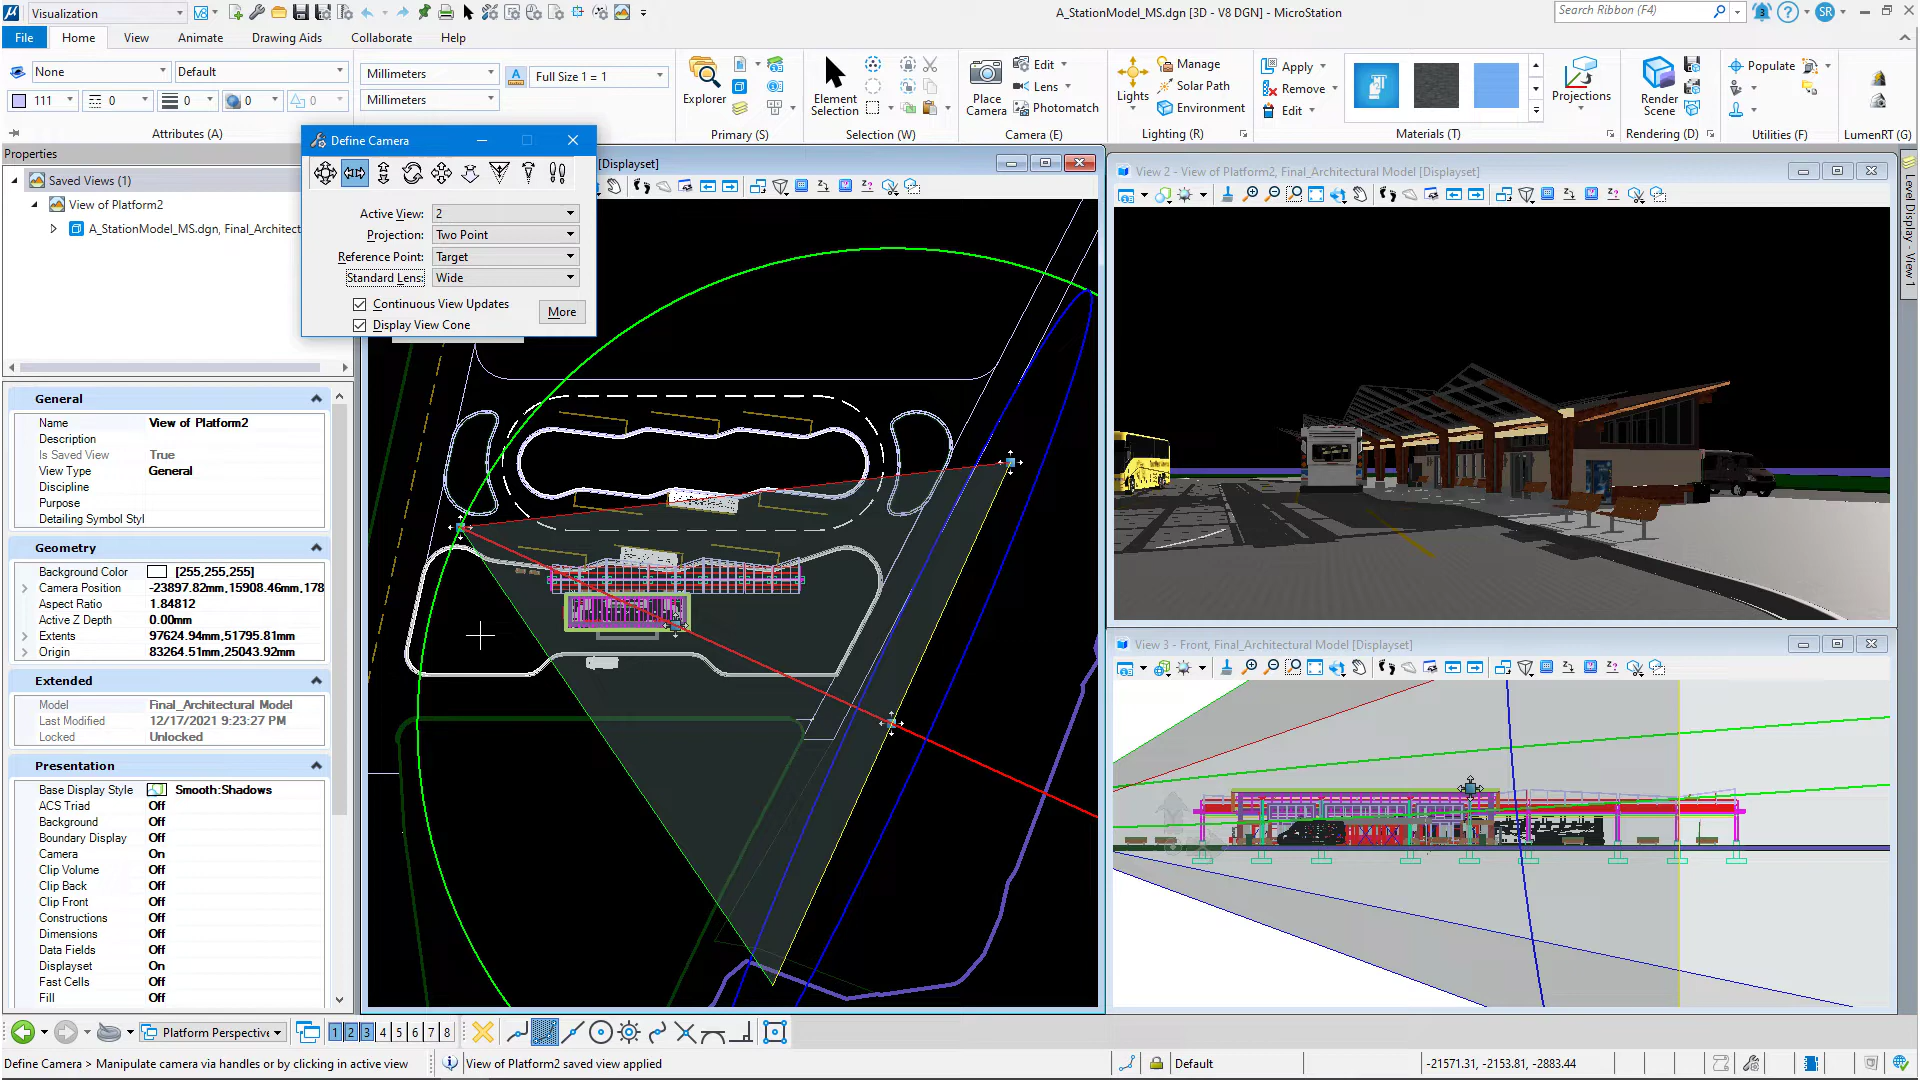 Visualization
A_StationModel_MS.dgn [3D - V8 DGN] - MicroStation
Search Ribbon (F4)
SR
File
Home
View
Animate
Drawing Aids
Collaborate
Help
None
Default
111
0
0
0
0
Attributes (A)
Millimeters
Millimeters
Full Size 1 = 1
Explorer
Primary (S)
Element
Selection
Selection (W)
Place
Camera
Edit
Lens
Photomatch
Camera (E)
Lights
Manage
Solar Path
Environment
Lighting (R)
Apply
Remove
Edit
Materials (T)
Projections
Render
Scene
Rendering (D)
Populate
Utilities (F)
LumenRT (G)
Properties
Saved Views (1)
View of Platform2
A_StationModel_MS.dgn, Final_Architect
Define Camera
Active View: 2
Projection: Two Point
Reference Point: Target
Standard Lens: Wide
Continuous View Updates
Display View Cone
More
General
Name View of Platform2
Description
Is Saved View True
View Type General
Discipline
Purpose
Detailing Symbol Styl
Geometry
Background Color [255,255,255]
Camera Position -23897.82mm,15908.46mm,178
Aspect Ratio 1.84812
Active Z Depth 0.00mm
Extents 97624.94mm,51795.81mm
Origin 83264.51mm,25043.92mm
Extended
Model Final_Architectural Model
Last Modified 12/17/2021 9:23:27 PM
Locked Unlocked
Presentation
Base Display Style Smooth:Shadows
ACS Triad Off
Background Off
Boundary Display Off
Camera On
Clip Volume Off
Clip Back Off
Clip Front Off
Constructions Off
Dimensions Off
Data Fields Off
Displayset On
Fast Cells Off
Fill Off
[Displayset]
View 2 - View of Platform2, Final_Architectural Model [Displayset]
View 3 - Front, Final_Architectural Model [Displayset]
Level Display - View 1
Platform Perspective
1 2 3 4 5 6 7 8
Define Camera > Manipulate camera via handles or by clicking in active view
View of Platform2 saved view applied
Default
-21571.31, -2153.81, -2883.44